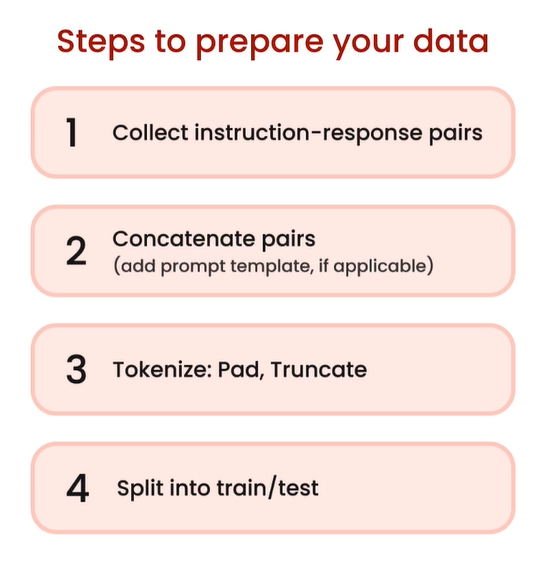 Steps to prepare your data
1 Collect instruction-response pairs
2 Concatenate pairs
(add prompt template, if applicable)
3 Tokenize: Pad, Truncate
4 Split into train/test